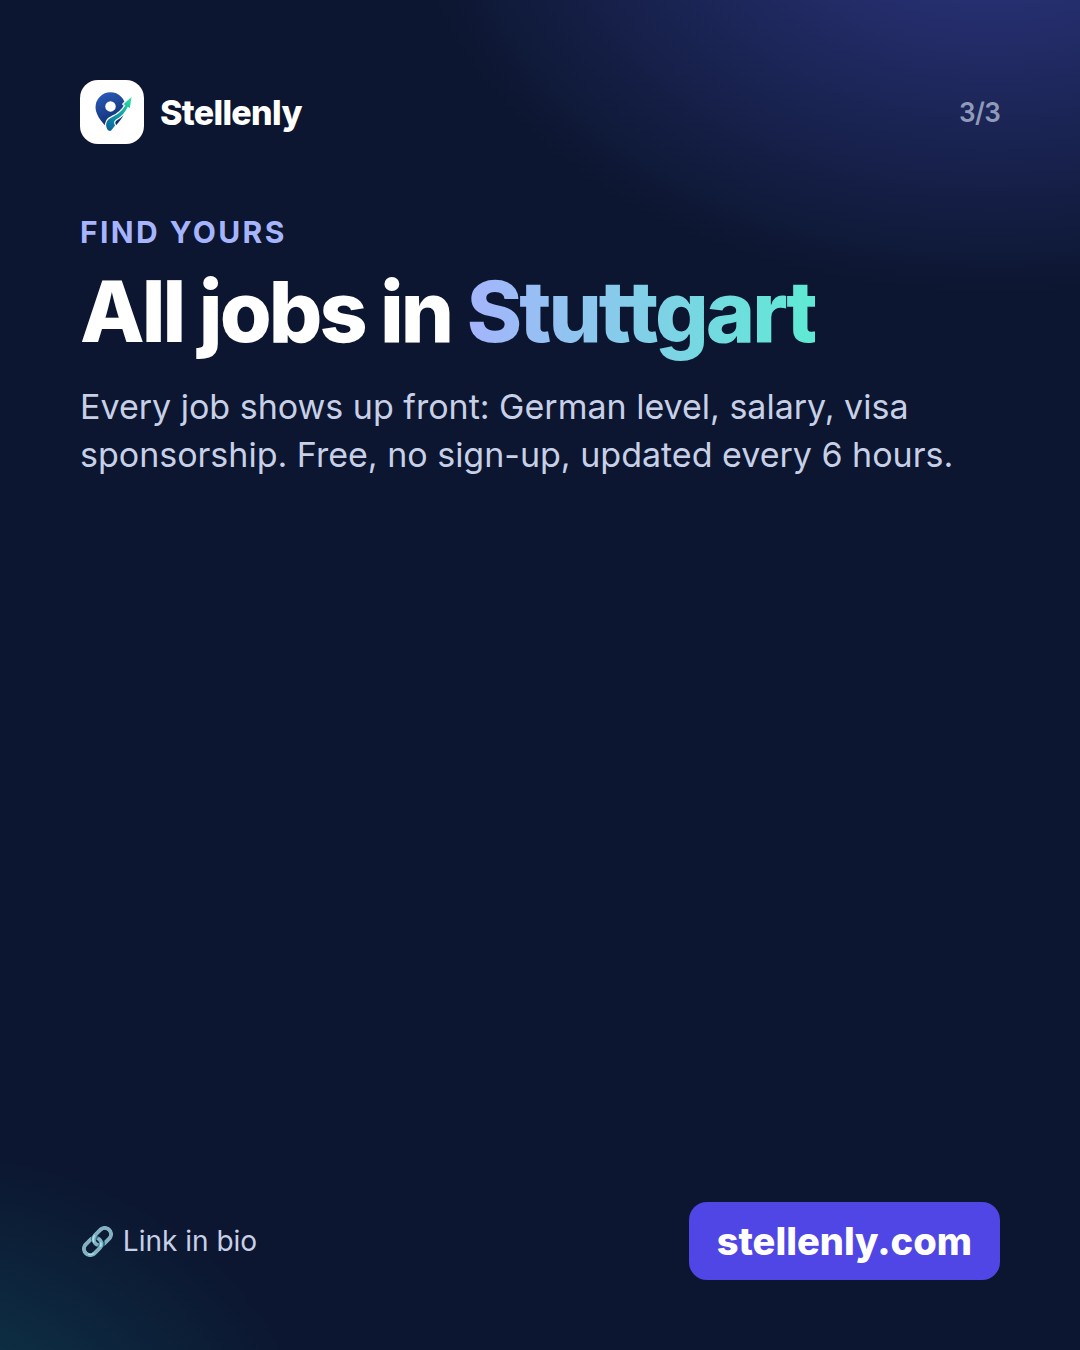 Stellenly
3/3
FIND YOURS
All jobs in Stuttgart
Every job shows up front: German level, salary, visa
sponsorship. Free, no sign-up, updated every 6 hours.
🔗 Link in bio
stellenly.com